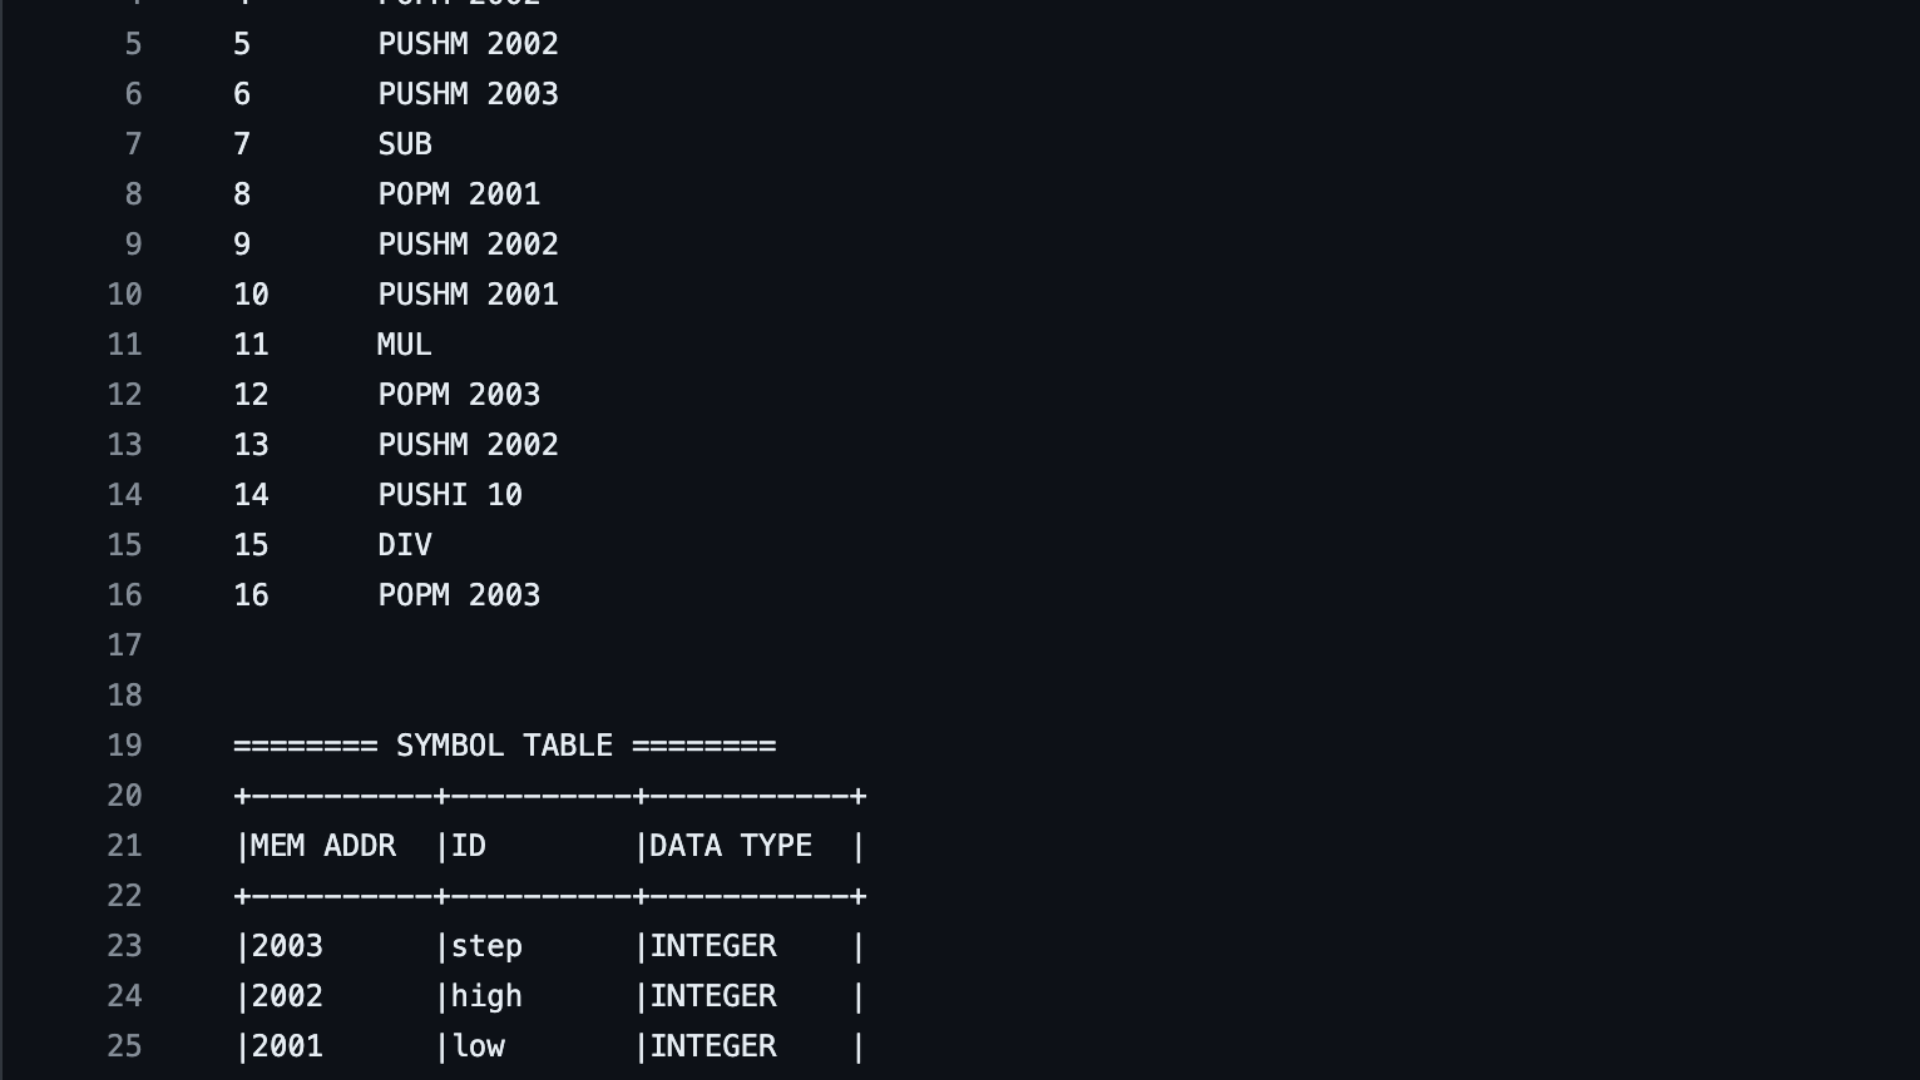 5 5 PUSHM 2002
6 6 PUSHM 2003
7 7 SUB
8 8 POPM 2001
9 9 PUSHM 2002
10 10 PUSHM 2001
11 11 MUL
12 12 POPM 2003
13 13 PUSHM 2002
14 14 PUSHI 10
15 15 DIV
16 16 POPM 2003
17
18
19 ======== SYMBOL TABLE ========
20 +----------+----------+-----------+
21 |MEM ADDR |ID |DATA TYPE |
22 +----------+----------+-----------+
23 |2003 |step |INTEGER |
24 |2002 |high |INTEGER |
25 |2001 |low |INTEGER |